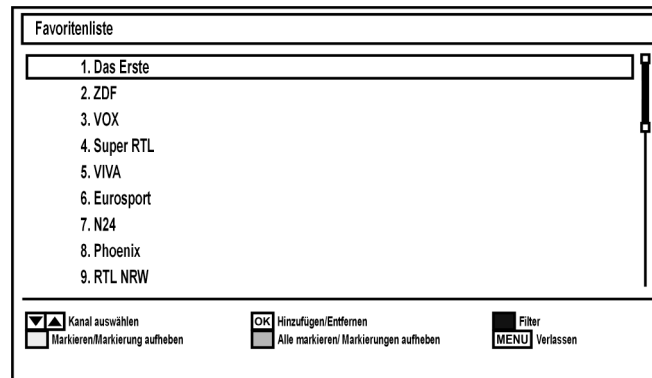 Favoritenliste
1. Das Erste
2. ZDF
3. VOX
4. Super RTL
5. VIVA
6. Eurosport
7. N24
8. Phoenix
9. RTL NRW
Kanal auswählen OK Hinzufügen/Entfernen Filter
Markieren/Markierung aufheben Alle markieren/ Markierungen aufheben MENU Verlassen